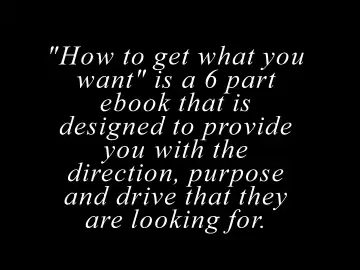 "How to get what you
want" is a 6 part
ebook that is
designed to provide
you with the
direction, purpose
and drive that they
are looking for.